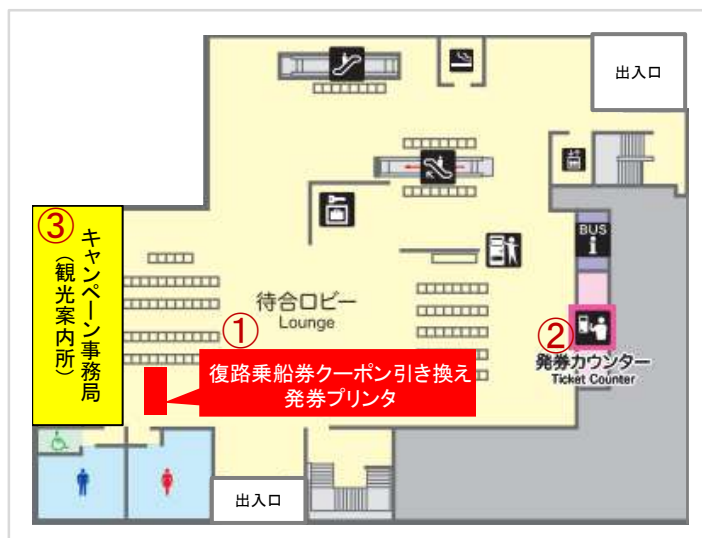 出入口
BUS
i
③
キャンペーン事務局
（観光案内所）
待合ロビー
Lounge
①
復路乗船券クーポン引き換え
発券プリンタ
②
発券カウンター
Ticket Counter
出入口